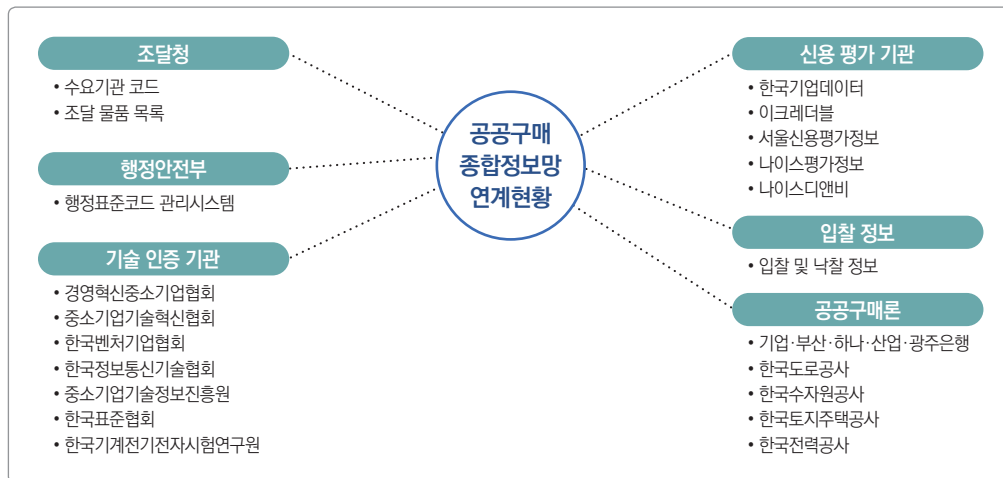 조달청
• 수요기관 코드
• 조달 물품 목록
행정안전부
• 행정표준코드 관리시스템
기술 인증 기관
• 경영혁신중소기업협회
• 중소기업기술혁신협회
• 한국벤처기업협회
• 한국정보통신기술협회
• 중소기업기술정보진흥원
• 한국표준협회
• 한국기계전기전자시험연구원
공공구매
종합정보망
연계현황
신용 평가 기관
• 한국기업데이터
• 이크레더블
• 서울신용평가정보
• 나이스평가정보
• 나이스디앤비
입찰 정보
• 입찰 및 낙찰 정보
공공구매론
• 기업·부산·하나·산업·광주은행
• 한국도로공사
• 한국수자원공사
• 한국토지주택공사
• 한국전력공사